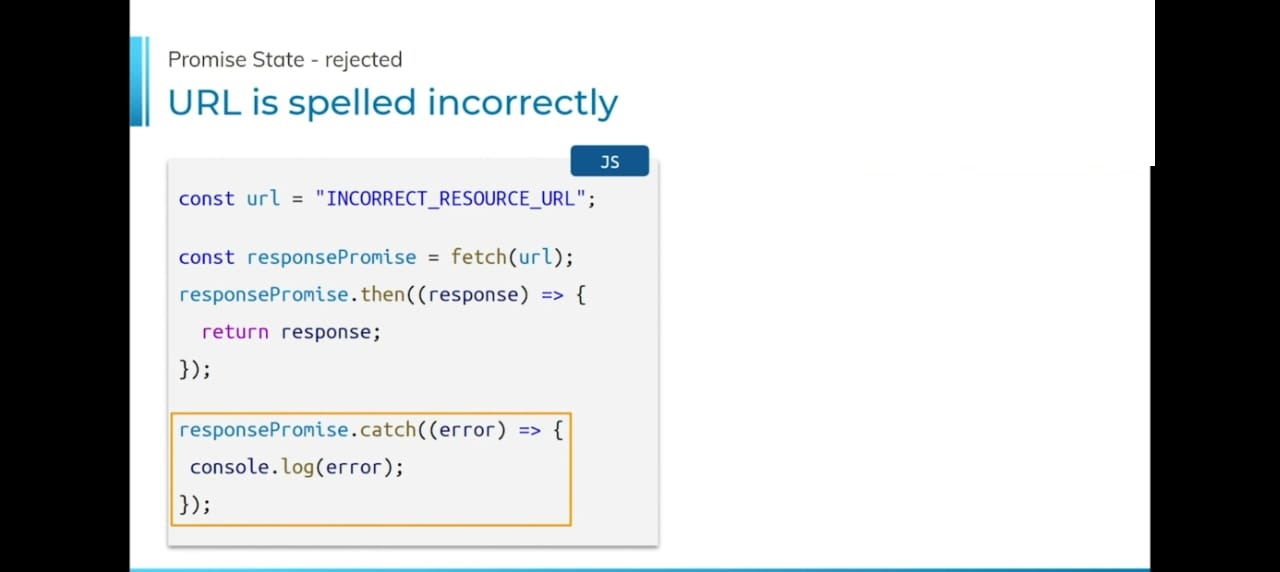 Promise State - rejected
URL is spelled incorrectly
JS
const url = "INCORRECT_RESOURCE_URL";
const responsePromise = fetch(url);
responsePromise.then((response) => {
  return response;
});
responsePromise.catch((error) => {
 console.log(error);
});